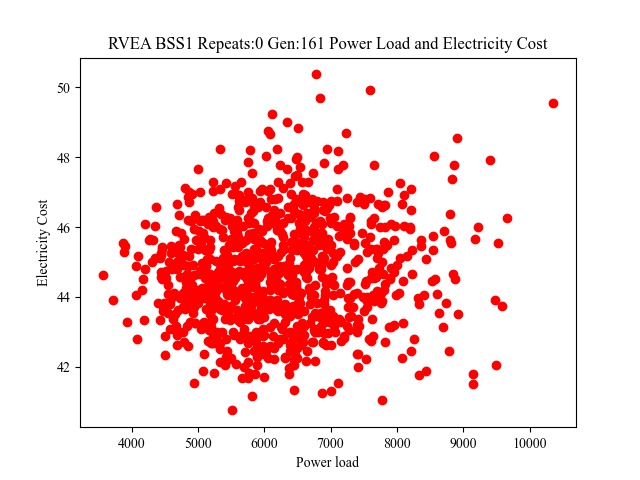 RVEA BSS1 Repeats:0 Gen:161 Power Load and Electricity Cost
50
48
46
44
42
Electricity Cost
4000 5000 6000 7000 8000 9000 10000
Power load